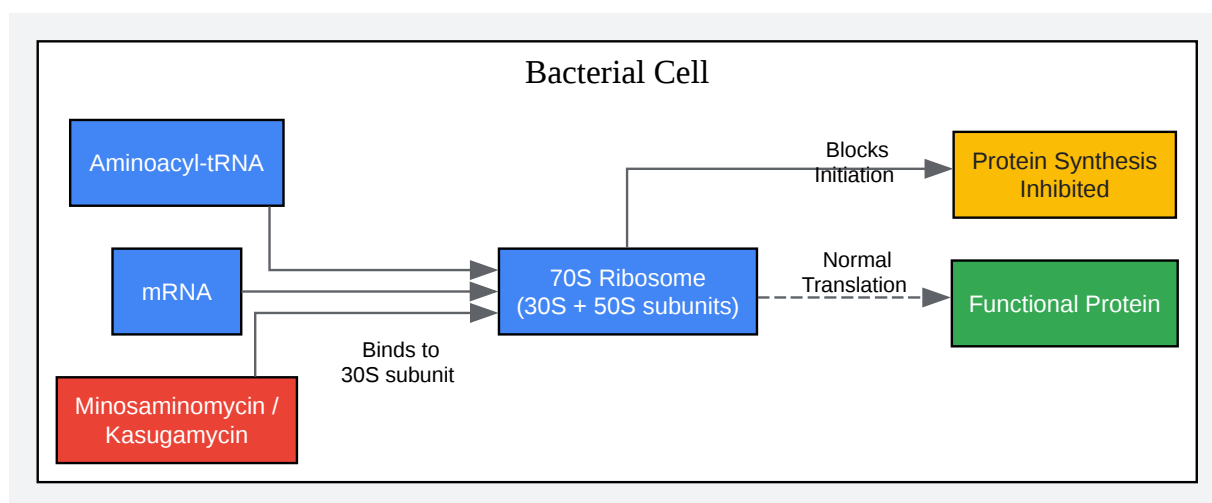 Bacterial Cell
Aminoacyl-tRNA
mRNA
Minosaminomycin /
Kasugamycin
Binds to
30S subunit
70S Ribosome
(30S + 50S subunits)
Blocks
Initiation
Normal
Translation
Protein Synthesis
Inhibited
Functional Protein